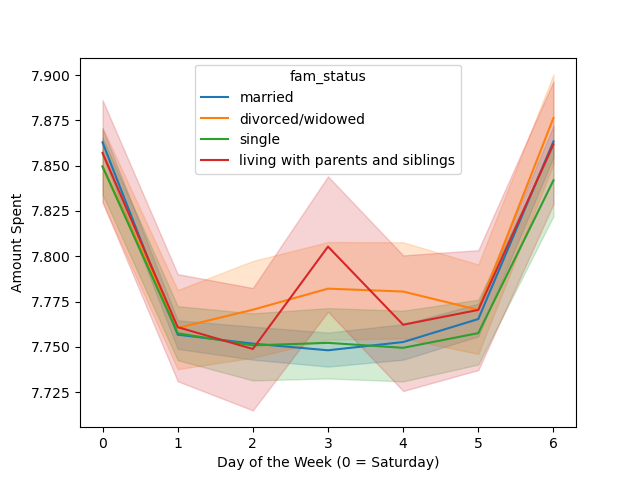 fam_status
married
divorced/widowed
single
living with parents and siblings
7.900
7.875
7.850
7.825
7.800
7.775
7.750
7.725
Amount Spent
0 1 2 3 4 5 6
Day of the Week (0 = Saturday)